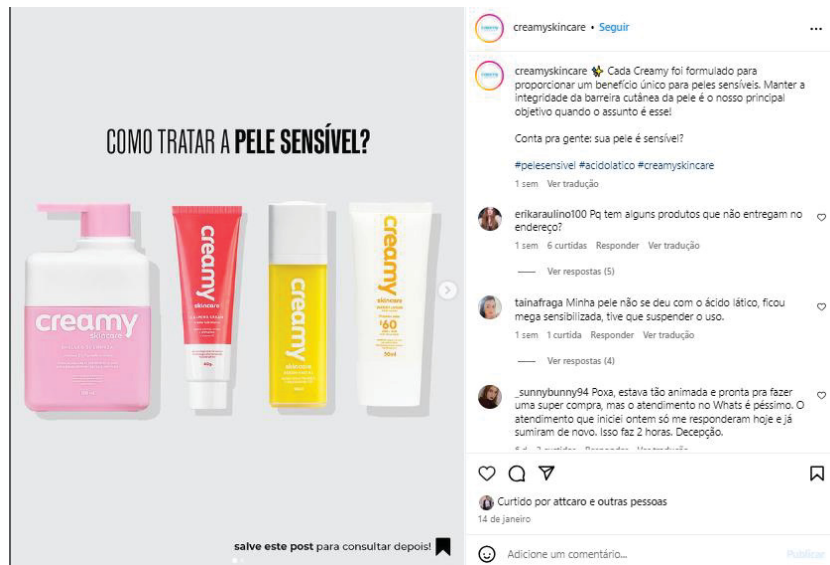 COMO TRATAR A PELE SENSÍVEL?
creamy
skincare
creamy
skincare
creamy
skincare
creamy
skincare
60
salve este post para consultar depois!
creamyskincare • Seguir
creamyskincare ✨ Cada Creamy foi formulado para
proporcionar um benefício único para peles sensíveis. Manter a
integridade da barreira cutânea da pele é o nosso principal
objetivo quando o assunto é esse!
Conta pra gente: sua pele é sensível?
#pelesensivel #acidolatico #creamyskincare
1 sem Ver tradução
erikaraulino100 Pq tem alguns produtos que não entregam no
endereço?
1 sem 6 curtidas Responder Ver tradução
Ver respostas (5)
tainafraga Minha pele não se deu com o ácido lático, ficou
mega sensibilizada, tive que suspender o uso.
1 sem 1 curtida Responder Ver tradução
Ver respostas (4)
_sunnybunny94 Poxa, estava tão animada e pronta pra fazer
uma super compra, mas o atendimento no Whats é péssimo. O
atendimento que iniciei ontem só me responderam hoje e já
sumiram de novo. Isso faz 2 horas. Decepção.
Curtido por attcaro e outras pessoas
14 de janeiro
Adicione um comentário...
Publicar